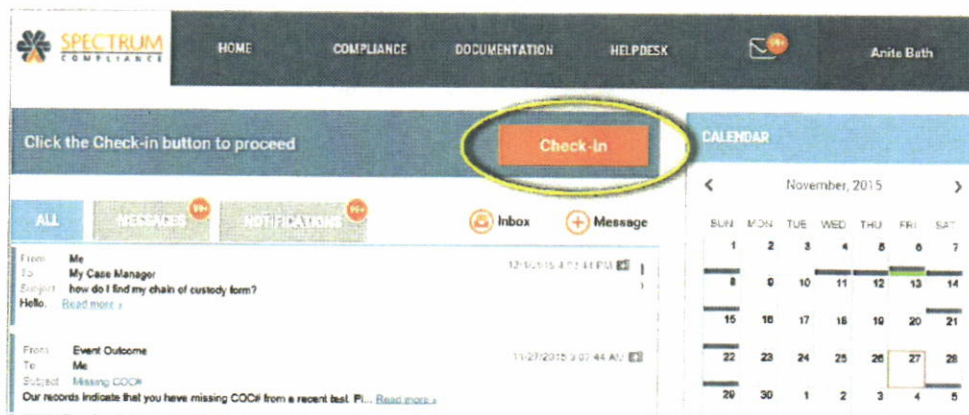 SPECTRUM
COMPLIANCE
HOME
COMPLIANCE
DOCUMENTATION
HELPDESK
99+
Anita Bath
Click the Check-in button to proceed
Check-In
ALL
MESSAGES 99+
NOTIFICATIONS 99+
Inbox
Message
From Me
To My Case Manager
Subject how do I find my chain of custody form?
Hello. Read more »
From Event Outcome
To Me
Subject Missing COC#
Our records indicate that you have missing COC# from a recent test. Pl... Read more »
CALENDAR
November, 2015
SUN MON TUE WED THU FRI SAT
1 2 3 4 5 6 7
8 9 10 11 12 13 14
15 16 17 18 19 20 21
22 23 24 25 26 27 28
29 30 1 2 3 4 5